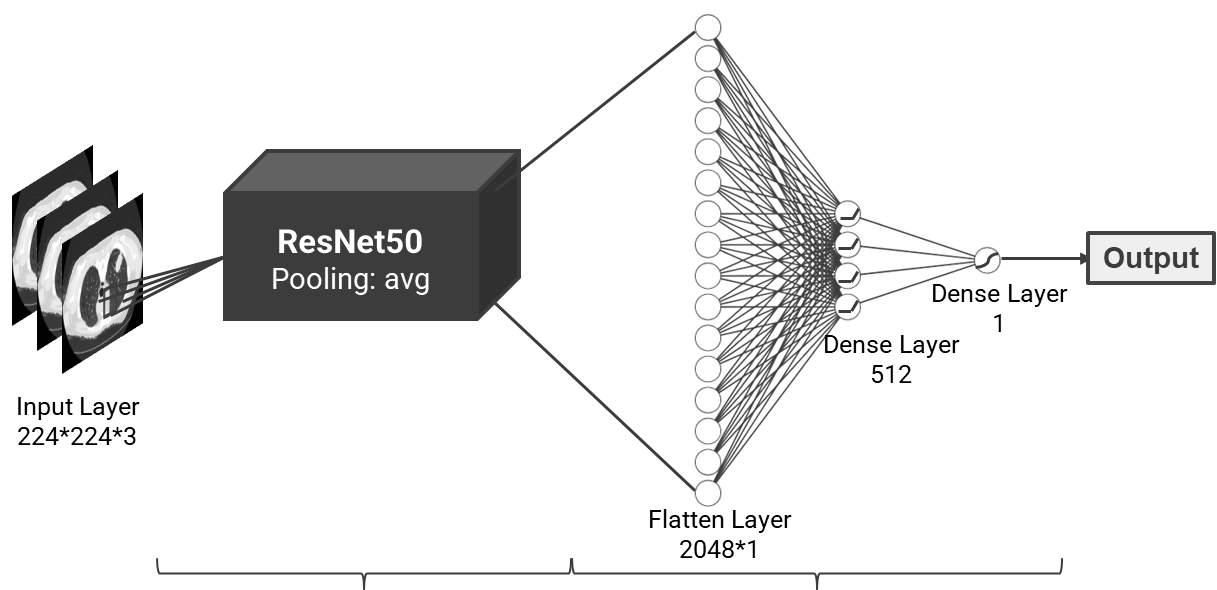 ResNet50
Pooling: avg
Input Layer
224*224*3
Flatten Layer
2048*1
Dense Layer
512
Dense Layer
1
Output